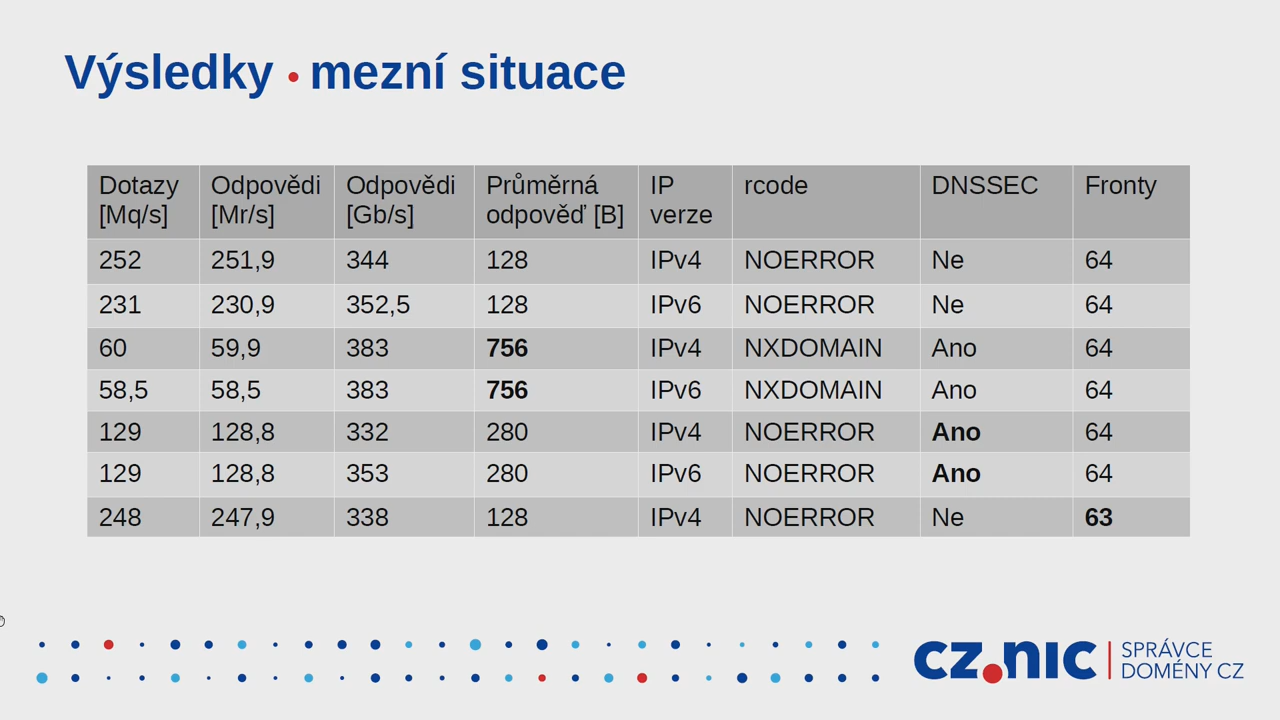 Výsledky • mezní situace
Dotazy [Mq/s] Odpovědi [Mr/s] Odpovědi [Gb/s] Průměrná odpověď [B] IP verze rcode DNSSEC Fronty
252 251,9 344 128 IPv4 NOERROR Ne 64
231 230,9 352,5 128 IPv6 NOERROR Ne 64
60 59,9 383 756 IPv4 NXDOMAIN Ano 64
58,5 58,5 383 756 IPv6 NXDOMAIN Ano 64
129 128,8 332 280 IPv4 NOERROR Ano 64
129 128,8 353 280 IPv6 NOERROR Ano 64
248 247,9 338 128 IPv4 NOERROR Ne 63
cz.nic
SPRÁVCE
DOMÉNY CZ